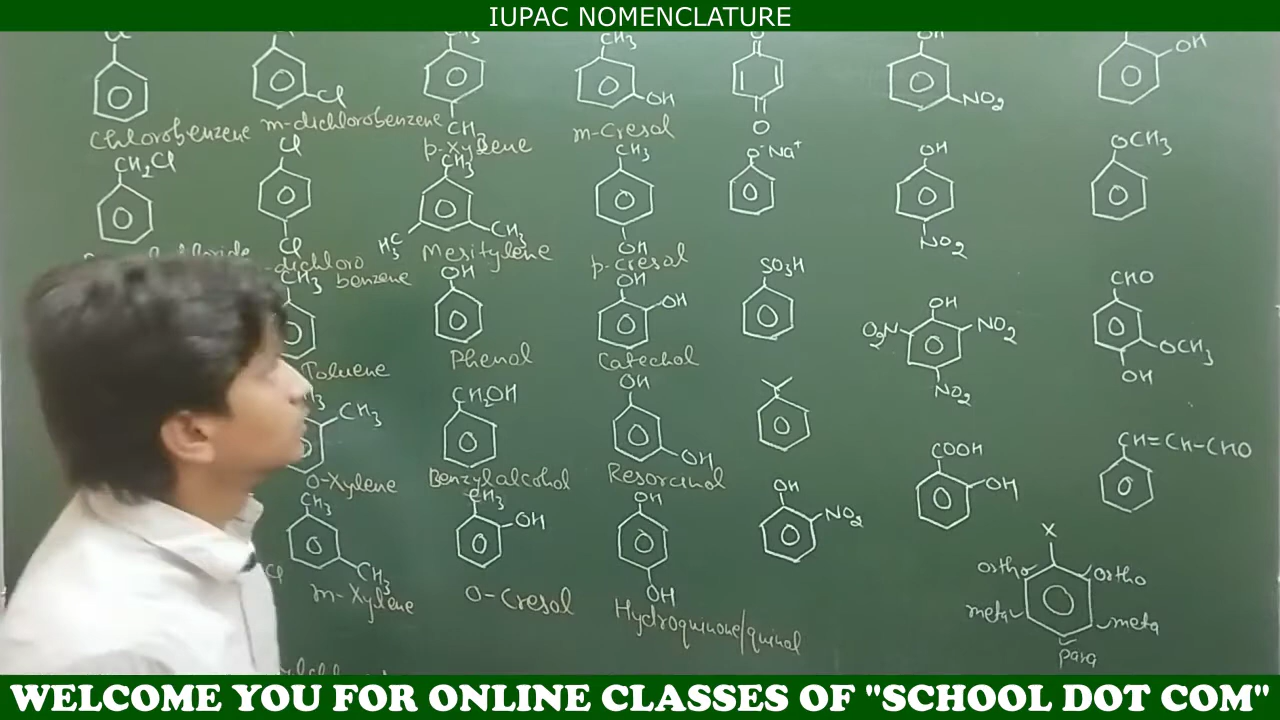 IUPAC NOMENCLATURE
Cl
Cl
CH3
OH
NO2
OH
Chlorobenzene
m-dichlorobenzene
CH3
p-Xylene
m-Cresol
O
CH2Cl
Cl
CH3
CH3
O⁻Na⁺
OH
OCH3
Cl
H3C
CH3
Mesitylene
OH
p-cresol
NO2
dichloro
benzene
CH3
OH
OH
OH
SO3H
CHO
Toluene
Phenol
Catechol
O2N
OH
NO2
NO2
OCH3
OH
CH3
O-Xylene
CH2OH
Benzylalcohol
OH
OH
Resorcinol
COOH
OH
CH=CH-CHO
CH3
CH3
m-Xylene
CH3
OH
O-Cresol
OH
OH
Hydroquinone/quinol
OH
NO2
X
Ortho
Ortho
meta
meta
para
WELCOME YOU FOR ONLINE CLASSES OF "SCHOOL DOT COM"